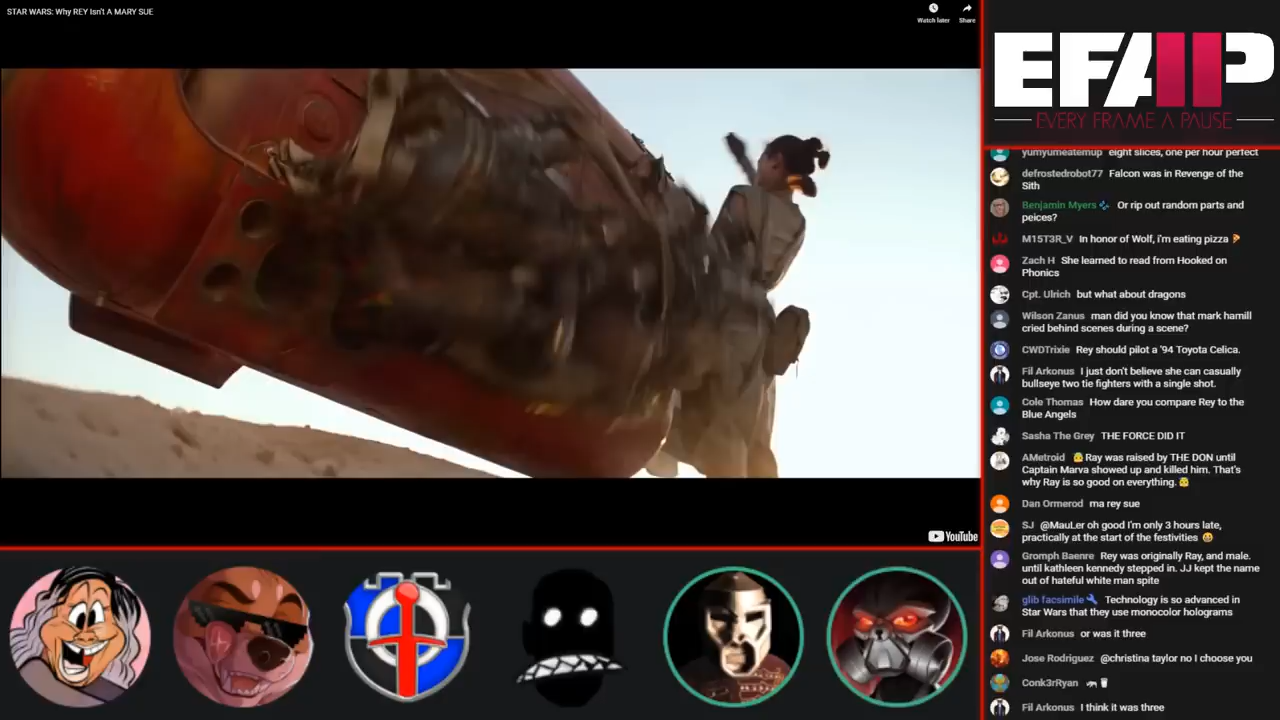 STAR WARS: Why REY Isn't A MARY SUE
Watch later
Share
YouTube
EFAP
EVERY FRAME A PAUSE
yumyumeatemup eight slices, one per hour perfect
defrostedrobot77 Falcon was in Revenge of the
Sith
Benjamin Myers Or rip out random parts and
peices?
M15T3R_V In honor of Wolf, i'm eating pizza
Zach H She learned to read from Hooked on
Phonics
Cpt. Ulrich but what about dragons
Wilson Zanus man did you know that mark hamill
cried behind scenes during a scene?
CWDTrixie Rey should pilot a '94 Toyota Celica.
Fil Arkonus I just don't believe she can casually
bullseye two tie fighters with a single shot.
Cole Thomas How dare you compare Rey to the
Blue Angels
Sasha The Grey THE FORCE DID IT
AMetroid Ray was raised by THE DON until
Captain Marva showed up and killed him. That's
why Ray is so good on everything.
Dan Ormerod ma rey sue
SJ @MauLer oh good I'm only 3 hours late,
practically at the start of the festivities
Gromph Baenre Rey was originally Ray, and male.
until kathleen kennedy stepped in. JJ kept the name
out of hateful white man spite
glib facsimile Technology is so advanced in
Star Wars that they use monocolor holograms
Fil Arkonus or was it three
Jose Rodriguez @christina taylor no I choose you
Conk3rRyan
Fil Arkonus I think it was three